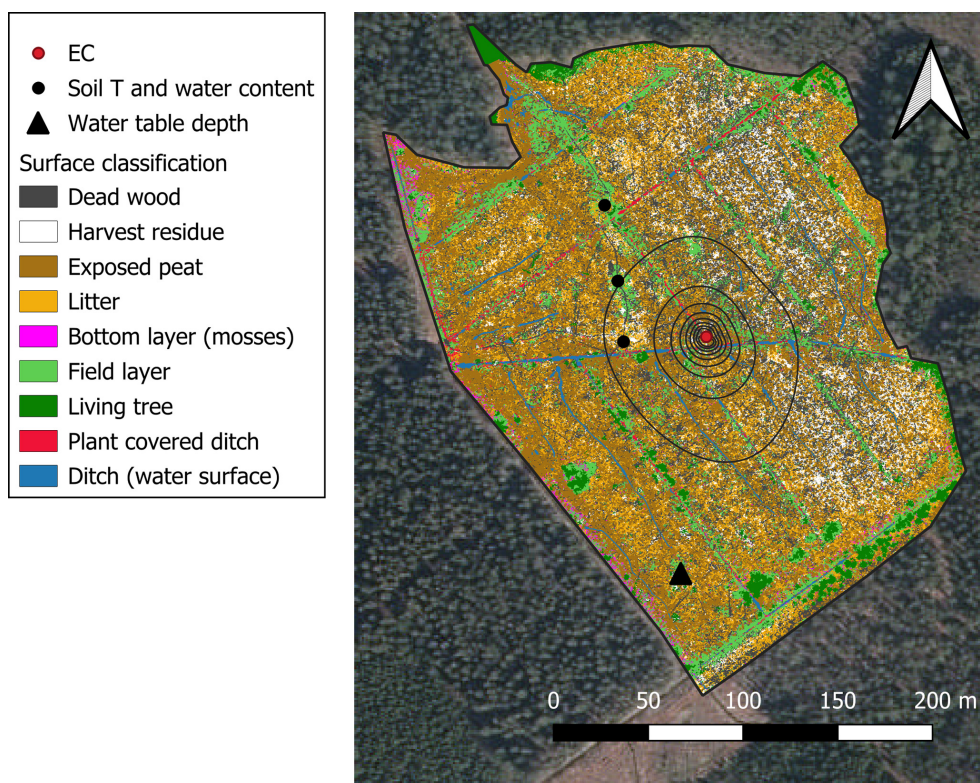 EC
Soil T and water content
Water table depth
Surface classification
Dead wood
Harvest residue
Exposed peat
Litter
Bottom layer (mosses)
Field layer
Living tree
Plant covered ditch
Ditch (water surface)
0 50 100 150 200 m